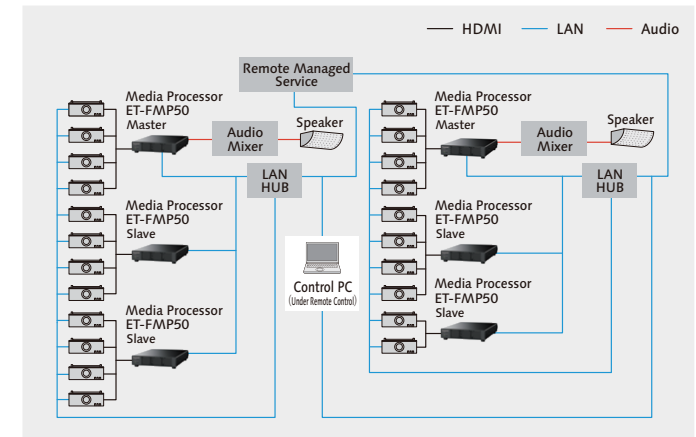 HDMI
LAN
Audio
Remote Managed
Service
Media Processor
ET-FMP50
Master
Audio
Mixer
Speaker
LAN
HUB
Media Processor
ET-FMP50
Slave
Media Processor
ET-FMP50
Slave
Control PC
(Under Remote Control)
Media Processor
ET-FMP50
Master
Audio
Mixer
Speaker
LAN
HUB
Media Processor
ET-FMP50
Slave
Media Processor
ET-FMP50
Slave